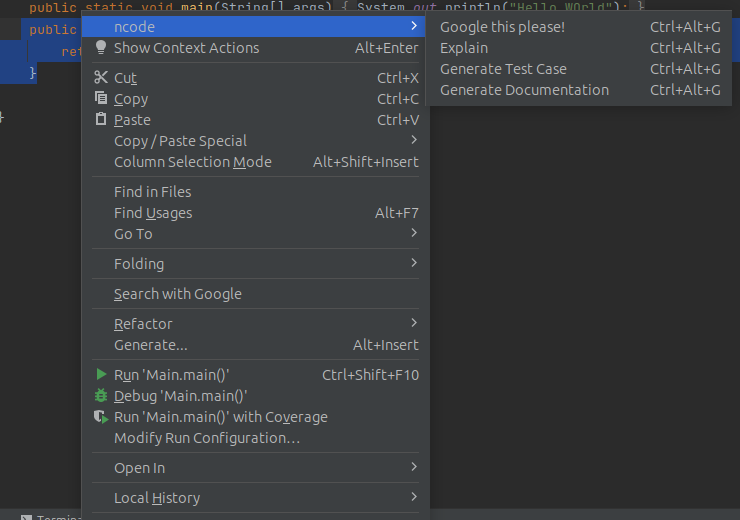 public static void main(String[] args) { System.out.println("Hello W0rld"); }
public
ret
}
}
ncode
Show Context Actions Alt+Enter
Cut Ctrl+X
Copy Ctrl+C
Paste Ctrl+V
Copy / Paste Special
Column Selection Mode Alt+Shift+Insert
Find in Files
Find Usages Alt+F7
Go To
Folding
Search with Google
Refactor
Generate... Alt+Insert
Run 'Main.main()' Ctrl+Shift+F10
Debug 'Main.main()'
Run 'Main.main()' with Coverage
Modify Run Configuration...
Open In
Local History
Google this please! Ctrl+Alt+G
Explain Ctrl+Alt+G
Generate Test Case Ctrl+Alt+G
Generate Documentation Ctrl+Alt+G